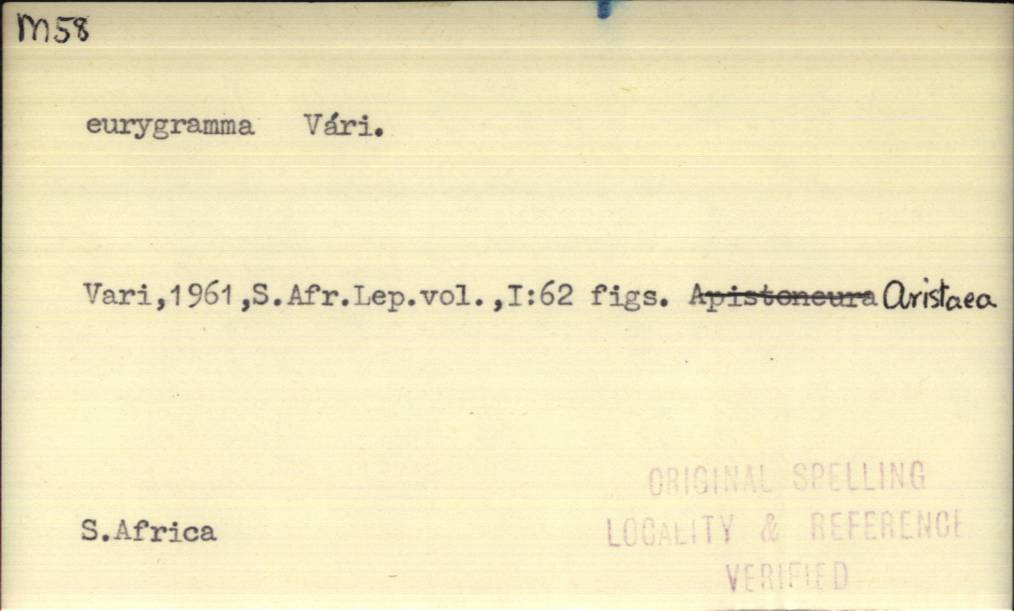 M58
eurygramma Vári.
Vari,1961,S.Afr.Lep.vol.,I:62 figs. Apistoneura Aristaea
S.Africa
ORIGINAL SPELLING
LOCALITY & REFERENCE
VERIFIED